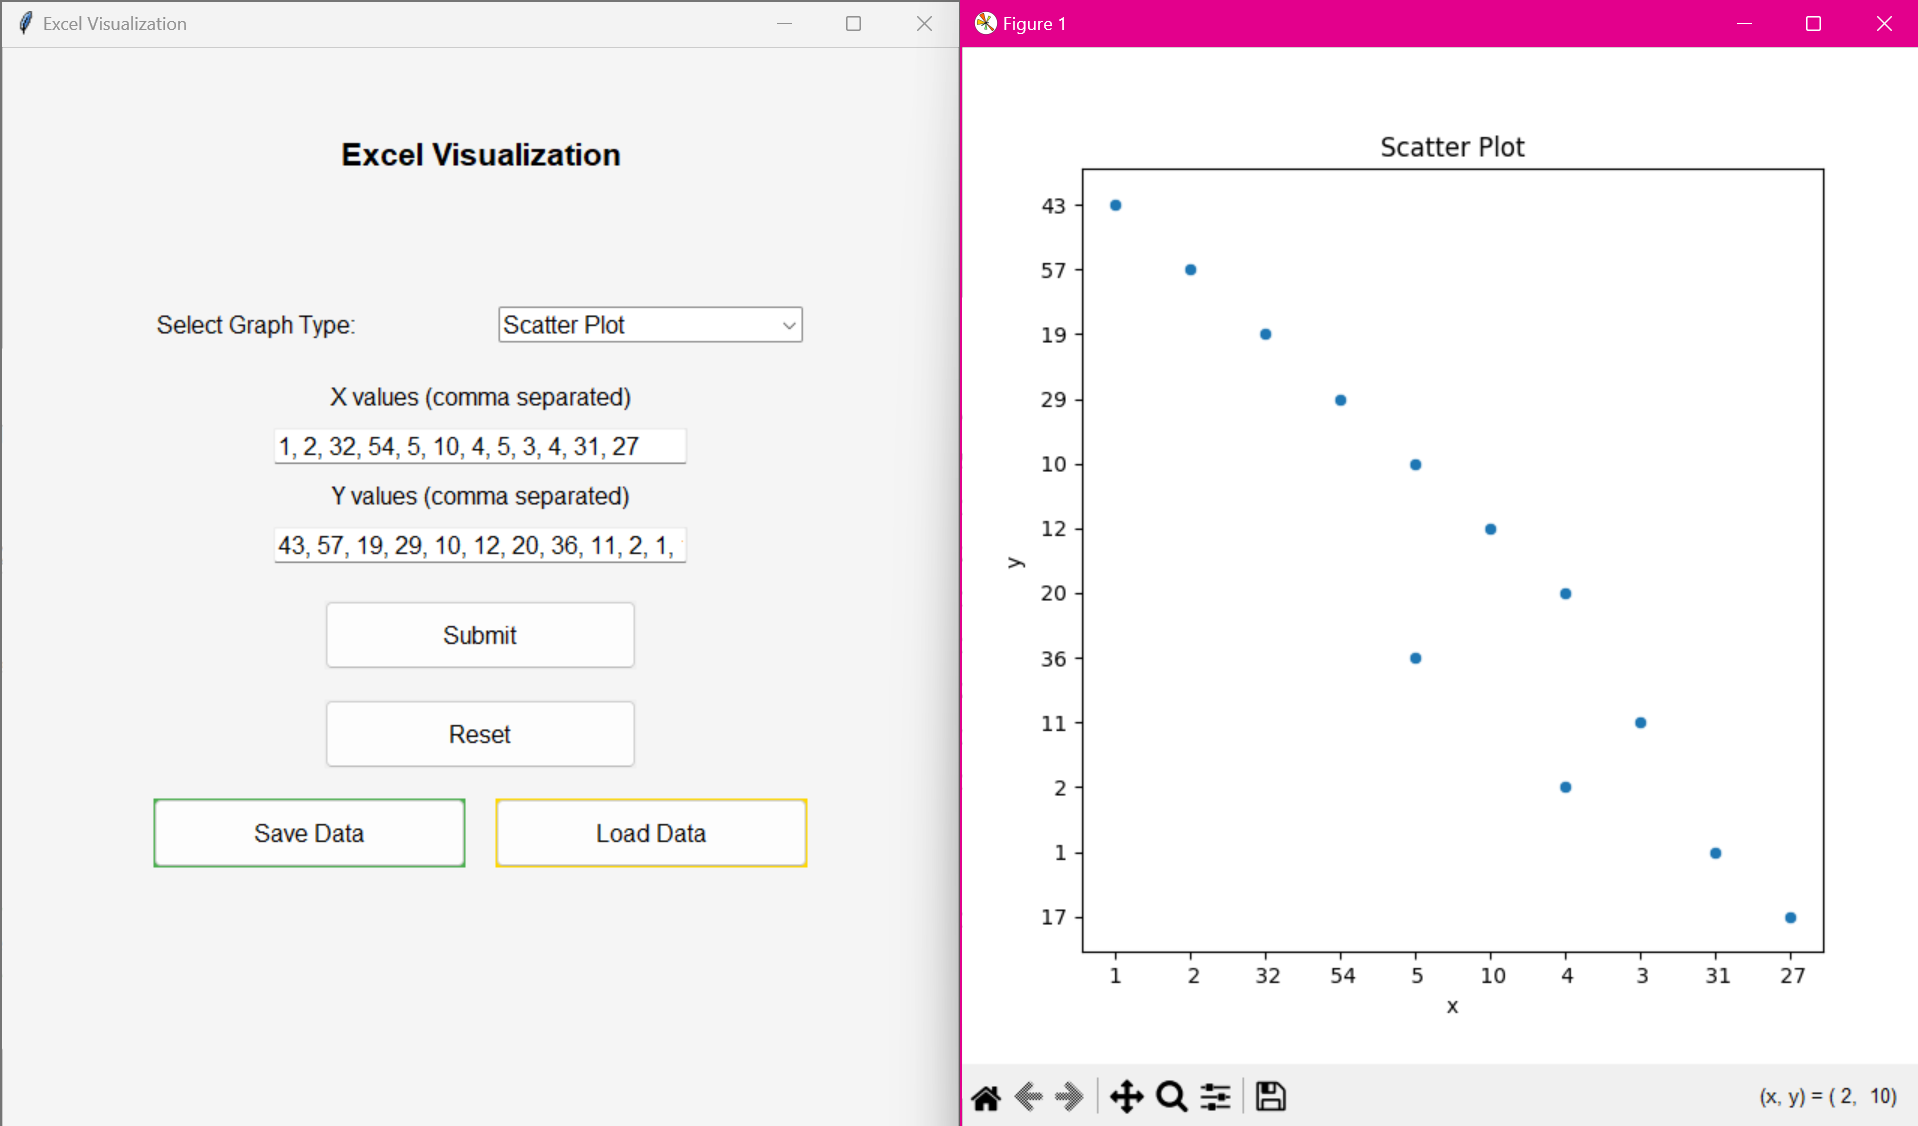 Excel Visualization
Excel Visualization
Select Graph Type:
Scatter Plot
X values (comma separated)
1, 2, 32, 54, 5, 10, 4, 5, 3, 4, 31, 27
Y values (comma separated)
43, 57, 19, 29, 10, 12, 20, 36, 11, 2, 1,
Submit
Reset
Save Data
Load Data
Figure 1
Scatter Plot
43
57
19
29
10
12
20
36
11
2
1
17
y
1 2 32 54 5 10 4 3 31 27
x
(x, y) = ( 2, 10)